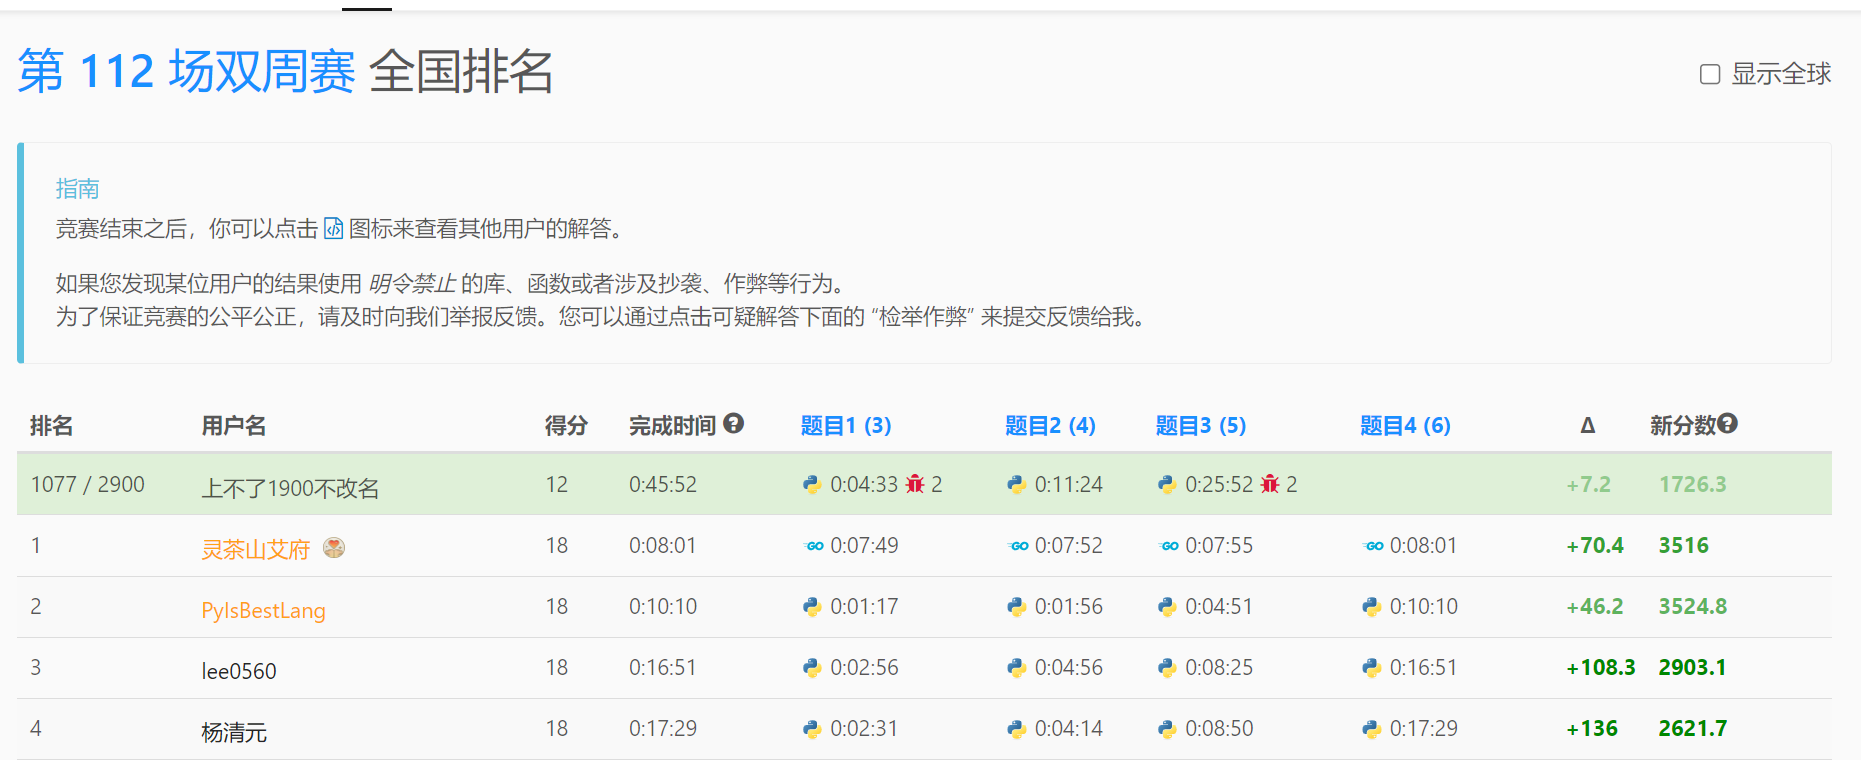 第 112 场双周赛 全国排名
显示全球
指南
竞赛结束之后，你可以点击 图标来查看其他用户的解答。
如果您发现某位用户的结果使用 明令禁止 的库、函数或者涉及抄袭、作弊等行为。
为了保证竞赛的公平公正，请及时向我们举报反馈。您可以通过点击可疑解答下面的 “检举作弊” 来提交反馈给我。
排名 用户名 得分 完成时间 题目1 (3) 题目2 (4) 题目3 (5) 题目4 (6) Δ 新分数
1077 / 2900 上不了1900不改名 12 0:45:52 0:04:33 2 0:11:24 0:25:52 2 +7.2 1726.3
1 灵茶山艾府 18 0:08:01 GO 0:07:49 GO 0:07:52 GO 0:07:55 GO 0:08:01 +70.4 3516
2 PyIsBestLang 18 0:10:10 0:01:17 0:01:56 0:04:51 0:10:10 +46.2 3524.8
3 lee0560 18 0:16:51 0:02:56 0:04:56 0:08:25 0:16:51 +108.3 2903.1
4 杨清元 18 0:17:29 0:02:31 0:04:14 0:08:50 0:17:29 +136 2621.7